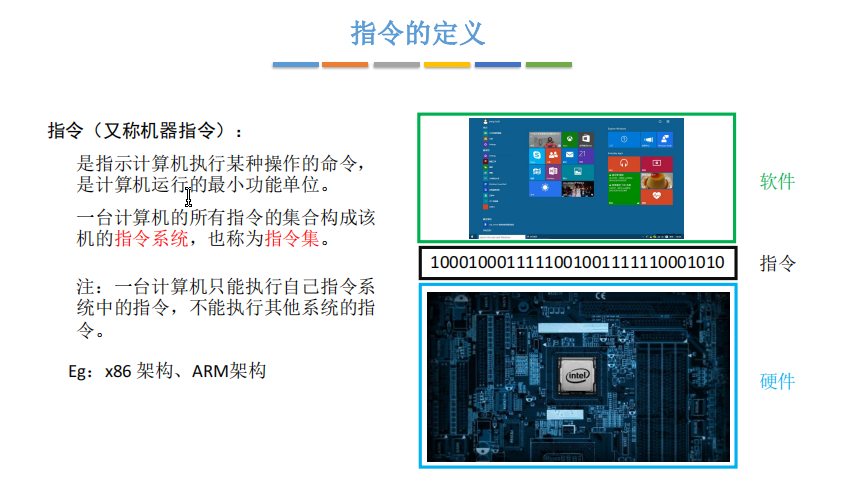 指令的定义
指令（又称机器指令）：
是指示计算机执行某种操作的命令，
是计算机运行的最小功能单位。
一台计算机的所有指令的集合构成该
机的指令系统，也称为指令集。
注：一台计算机只能执行自己指令系
统中的指令，不能执行其他系统的指
令。
Eg：x86 架构、ARM架构
软件
1000100011111001001111110001010
指令
intel
硬件